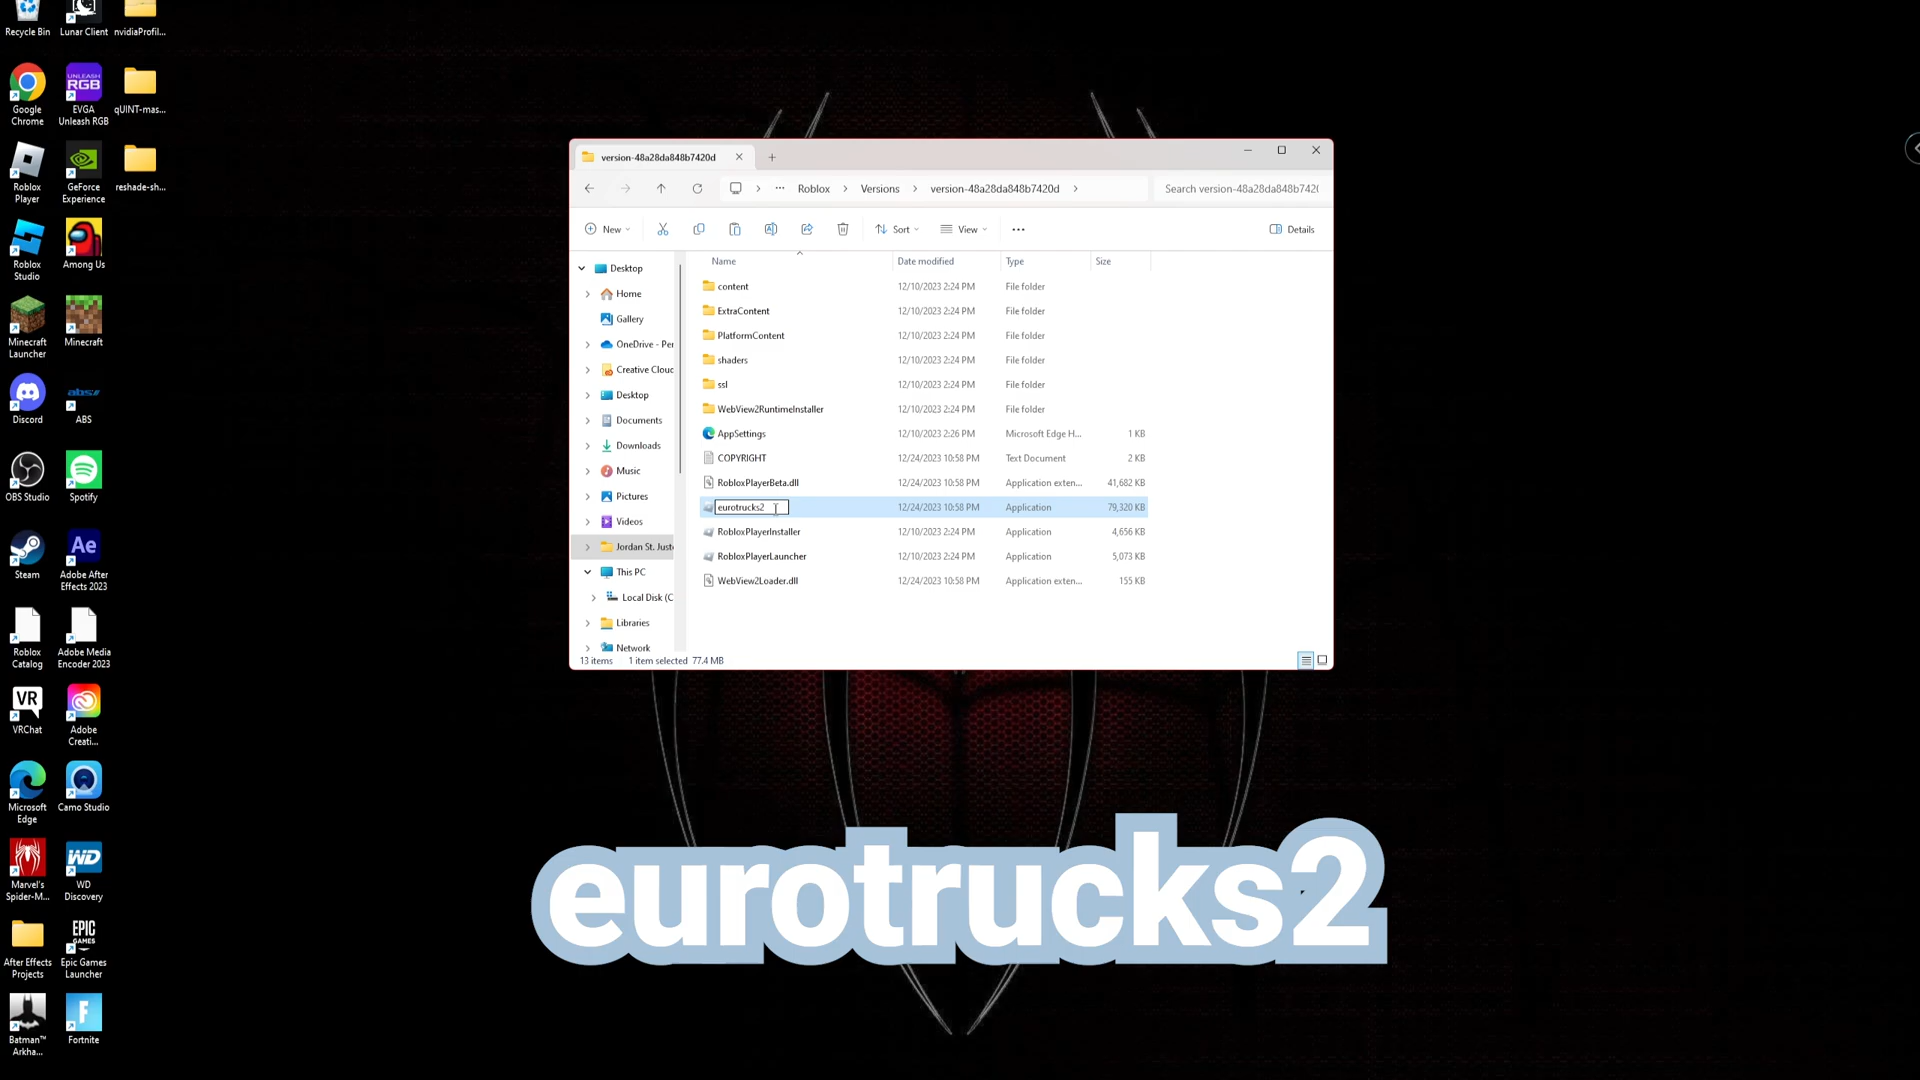 Recycle Bin
Lunar Client
nvidiaProfil...
Google
Chrome
UNLEASH
RGB
EVGA
Unleash RGB
qUINT-mas...
Roblox
Player
GeForce
Experience
reshade-sh...
Roblox
Studio
Among Us
Minecraft
Launcher
Minecraft
Discord
abs
ABS
OBS Studio
Spotify
Steam
Ae
Adobe After
Effects 2023
Roblox
Catalog
Adobe Media
Encoder 2023
VR
VRChat
Adobe
Creati...
Microsoft
Edge
Camo Studio
Marvel's
Spider-M...
WD
WD
Discovery
After Effects
Projects
EPIC
GAMES
Epic Games
Launcher
Batman™
Arkha...
F
Fortnite
version-48a28da848b7420d
... Roblox > Versions > version-48a28da848b7420d >
Search version-48a28da848b7420
New
Sort
View
...
Details
Desktop
Home
Gallery
OneDrive - Per
Creative Cloud
Desktop
Documents
Downloads
Music
Pictures
Videos
Jordan St. Just
This PC
Local Disk (C
Libraries
Network
Name Date modified Type Size
content 12/10/2023 2:24 PM File folder
ExtraContent 12/10/2023 2:24 PM File folder
PlatformContent 12/10/2023 2:24 PM File folder
shaders 12/10/2023 2:24 PM File folder
ssl 12/10/2023 2:24 PM File folder
WebView2RuntimeInstaller 12/10/2023 2:24 PM File folder
AppSettings 12/10/2023 2:26 PM Microsoft Edge H... 1 KB
COPYRIGHT 12/24/2023 10:58 PM Text Document 2 KB
RobloxPlayerBeta.dll 12/24/2023 10:58 PM Application exten... 41,682 KB
eurotrucks2 12/24/2023 10:58 PM Application 79,320 KB
RobloxPlayerInstaller 12/10/2023 2:24 PM Application 4,656 KB
RobloxPlayerLauncher 12/10/2023 2:24 PM Application 5,073 KB
WebView2Loader.dll 12/24/2023 10:58 PM Application exten... 155 KB
13 items 1 item selected 77.4 MB
eurotrucks2